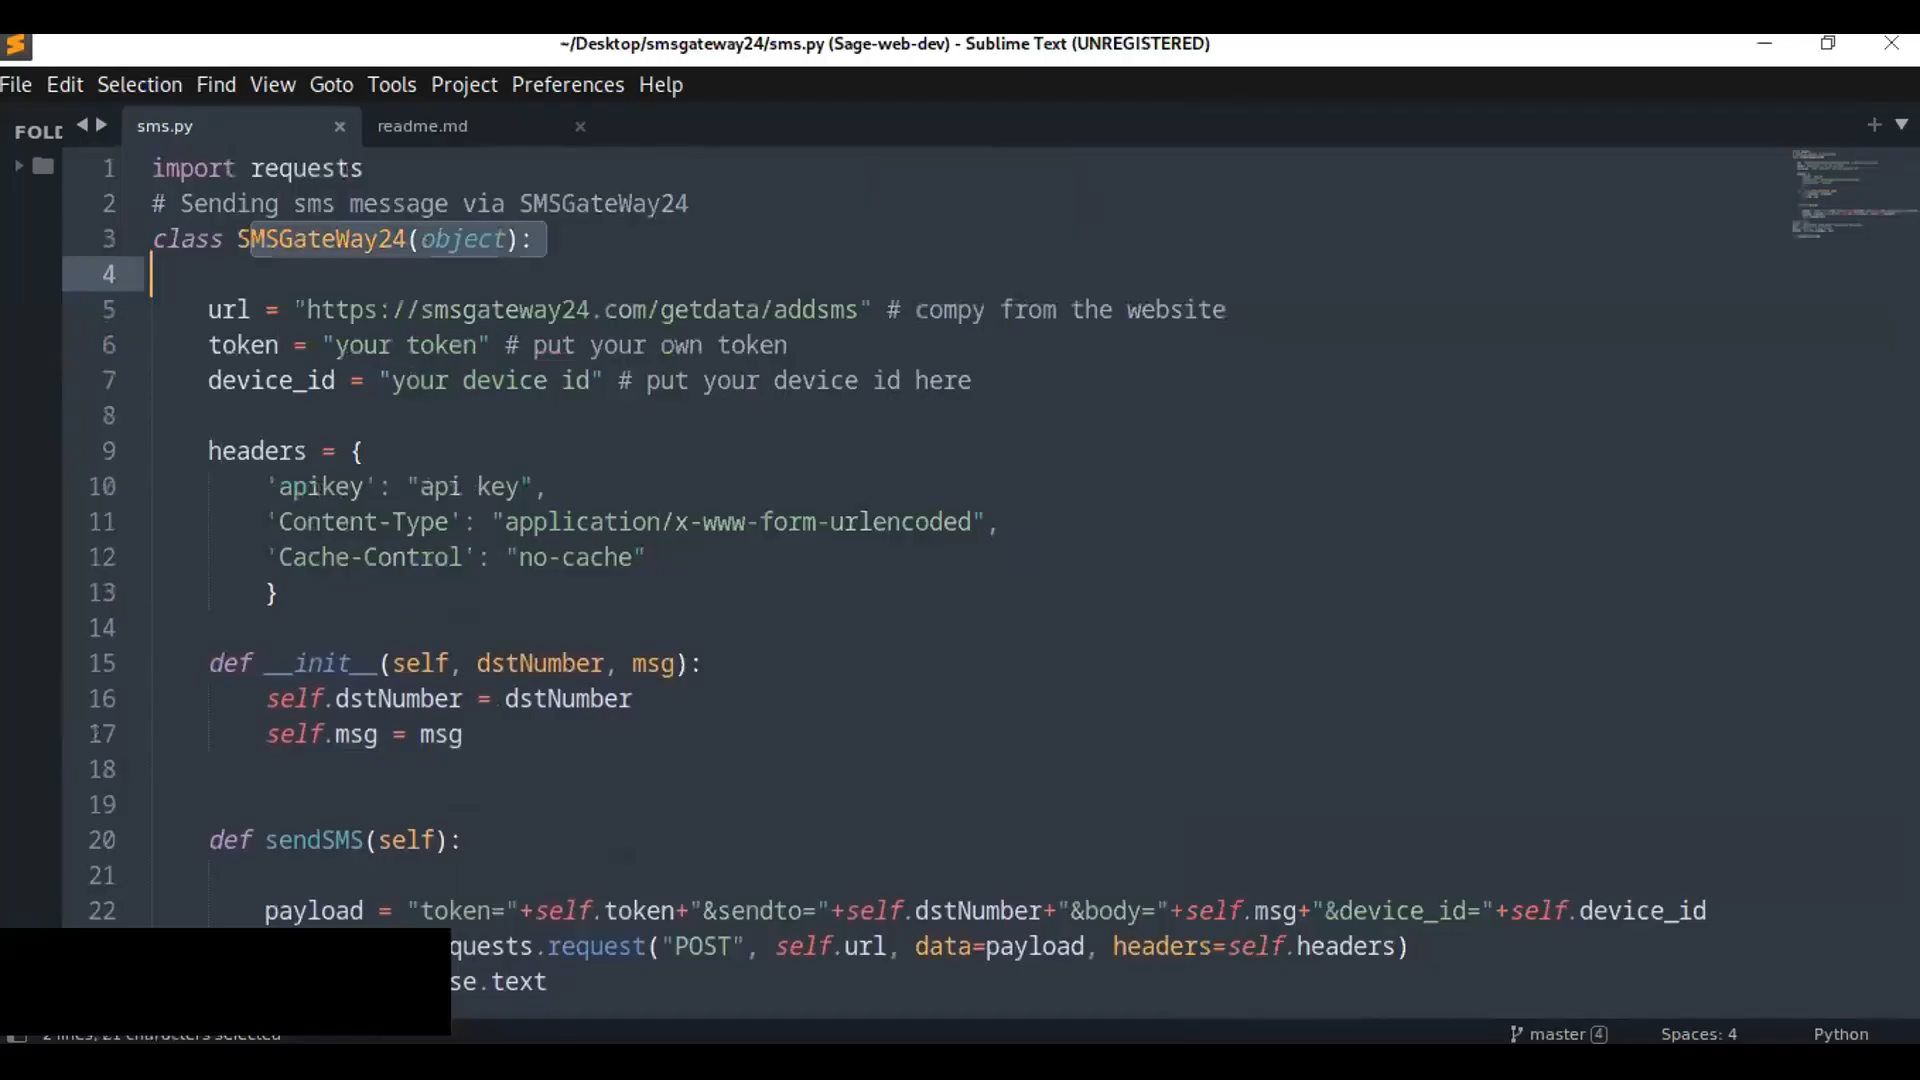 ~/Desktop/smsgateway24/sms.py (Sage-web-dev) - Sublime Text (UNREGISTERED)
File Edit Selection Find View Goto Tools Project Preferences Help
FOLD
sms.py
readme.md
1 import requests
2 # Sending sms message via SMSGateWay24
3 class SMSGateWay24(object):
4
5 url = "https://smsgateway24.com/getdata/addsms" # compy from the website
6 token = "your token" # put your own token
7 device_id = "your device id" # put your device id here
8
9 headers = {
10 'apikey': "api key",
11 'Content-Type': "application/x-www-form-urlencoded",
12 'Cache-Control': "no-cache"
13 }
14
15 def __init__(self, dstNumber, msg):
16 self.dstNumber = dstNumber
17 self.msg = msg
18
19
20 def sendSMS(self):
21
22 payload = "token="+self.token+"&sendto="+self.dstNumber+"&body="+self.msg+"&device_id="+self.device_id
quests.request("POST", self.url, data=payload, headers=self.headers)
se.text
2 lines, 21 characters selected
master 4 Spaces: 4 Python